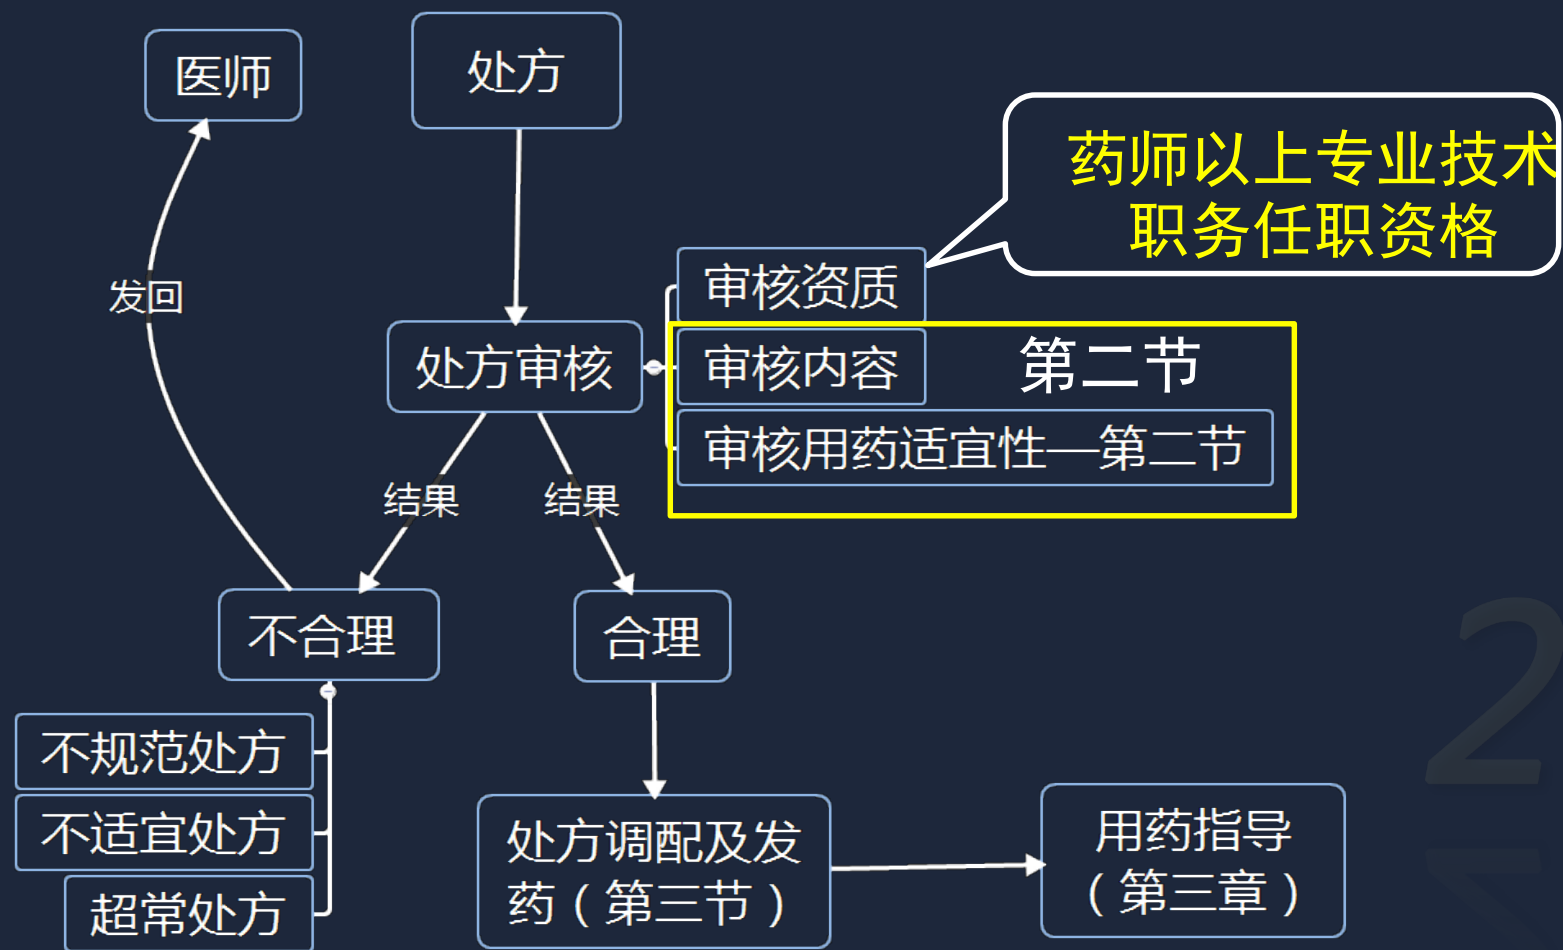 医师
处方
药师以上专业技术
职务任职资格
发回
审核资质
处方审核
审核内容
第二节
审核用药适宜性—第二节
结果
结果
不合理
合理
不规范处方
不适宜处方
超常处方
处方调配及发
药（第三节）
用药指导
（第三章）
2